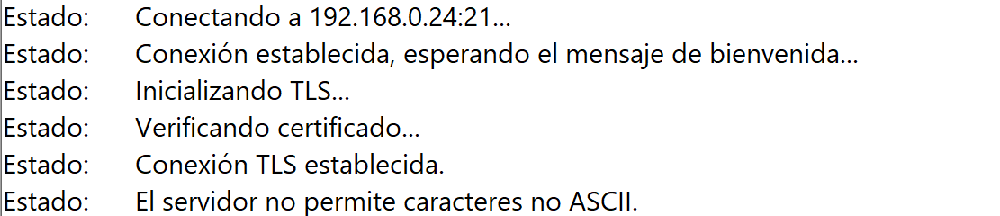 Estado: Conectando a 192.168.0.24:21...
Estado: Conexión establecida, esperando el mensaje de bienvenida...
Estado: Inicializando TLS...
Estado: Verificando certificado...
Estado: Conexión TLS establecida.
Estado: El servidor no permite caracteres no ASCII.